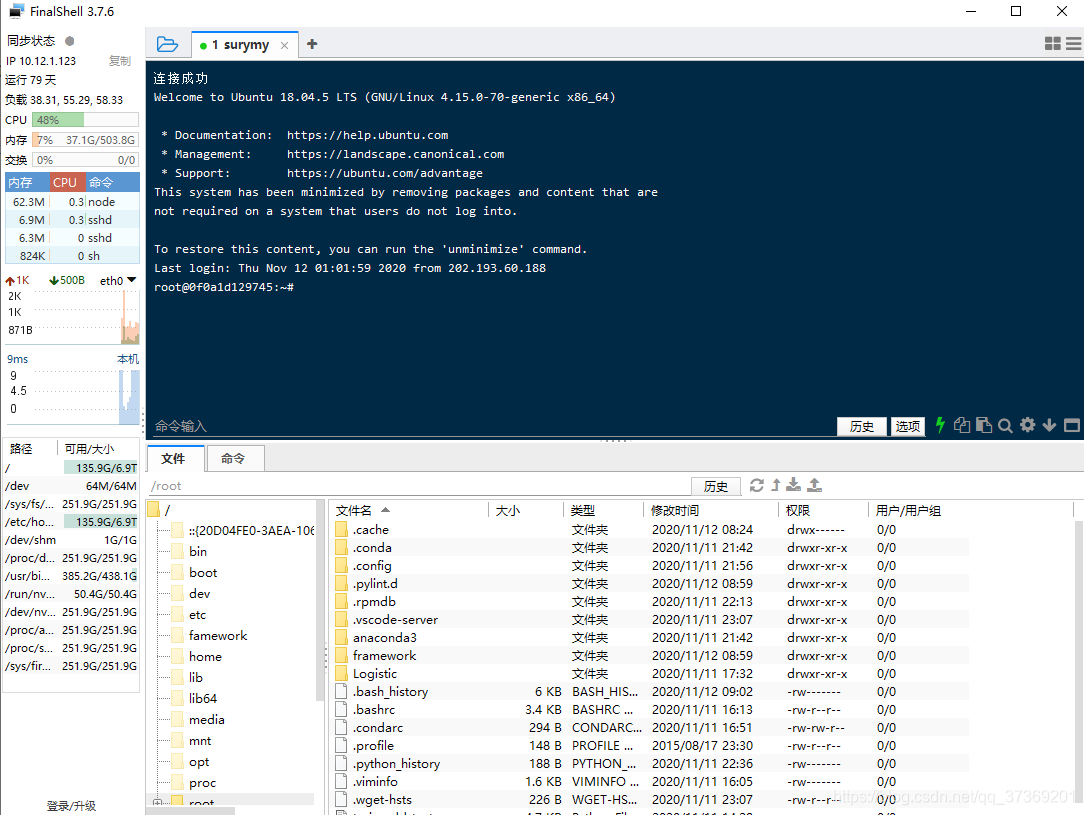 FinalShell 3.7.6
同步状态
IP 10.12.1.123 复制
运行 79 天
负载 38.31, 55.29, 58.33
CPU 48%
内存 7% 37.1G/503.8G
交换 0% 0/0
内存 CPU 命令
62.3M 0.3 node
6.9M 0.3 sshd
6.3M 0 sshd
824K 0 sh
1K 500B eth0
2K
1K
871B
9ms 本机
9
4.5
0
路径 可用/大小
/ 135.9G/6.9T
/dev 64M/64M
/sys/fs/... 251.9G/251.9G
/etc/ho... 135.9G/6.9T
/dev/shm 1G/1G
/proc/d... 251.9G/251.9G
/usr/bi... 385.2G/438.1G
/run/nv... 50.4G/50.4G
/dev/nv... 251.9G/251.9G
/proc/a... 251.9G/251.9G
/proc/s... 251.9G/251.9G
/sys/fir... 251.9G/251.9G
登录/升级
1 surymy
连接成功
Welcome to Ubuntu 18.04.5 LTS (GNU/Linux 4.15.0-70-generic x86_64)
* Documentation: https://help.ubuntu.com
* Management: https://landscape.canonical.com
* Support: https://ubuntu.com/advantage
This system has been minimized by removing packages and content that are
not required on a system that users do not log into.
To restore this content, you can run the 'unminimize' command.
Last login: Thu Nov 12 01:01:59 2020 from 202.193.60.188
root@0f0a1d129745:~#
命令输入 历史 选项
文件 命令
/root 历史
/
::{20D04FE0-3AEA-106
bin
boot
dev
etc
famework
home
lib
lib64
media
mnt
opt
proc
root
文件名 大小 类型 修改时间 权限 用户/用户组
.cache 文件夹 2020/11/12 08:24 drwx------ 0/0
.conda 文件夹 2020/11/11 21:42 drwxr-xr-x 0/0
.config 文件夹 2020/11/11 21:56 drwxr-xr-x 0/0
.pylint.d 文件夹 2020/11/12 08:59 drwxr-xr-x 0/0
.rpmdb 文件夹 2020/11/11 22:13 drwxr-xr-x 0/0
.vscode-server 文件夹 2020/11/11 23:07 drwxr-xr-x 0/0
anaconda3 文件夹 2020/11/11 21:42 drwxr-xr-x 0/0
framework 文件夹 2020/11/12 08:59 drwxr-xr-x 0/0
Logistic 文件夹 2020/11/11 17:32 drwxr-xr-x 0/0
.bash_history 6 KB BASH_HIS... 2020/11/12 09:02 -rw------- 0/0
.bashrc 3.4 KB BASHRC ... 2020/11/11 16:13 -rw-r--r-- 0/0
.condarc 294 B CONDARC... 2020/11/11 16:51 -rw-rw-r-- 0/0
.profile 148 B PROFILE ... 2015/08/17 23:30 -rw-r--r-- 0/0
.python_history 188 B PYTHON_... 2020/11/11 22:36 -rw------- 0/0
.viminfo 1.6 KB VIMINFO ... 2020/11/11 16:05 -rw------- 0/0
.wget-hsts 226 B WGET-HS... 2020/11/11 23:07 -rw-r--r-- 0/0